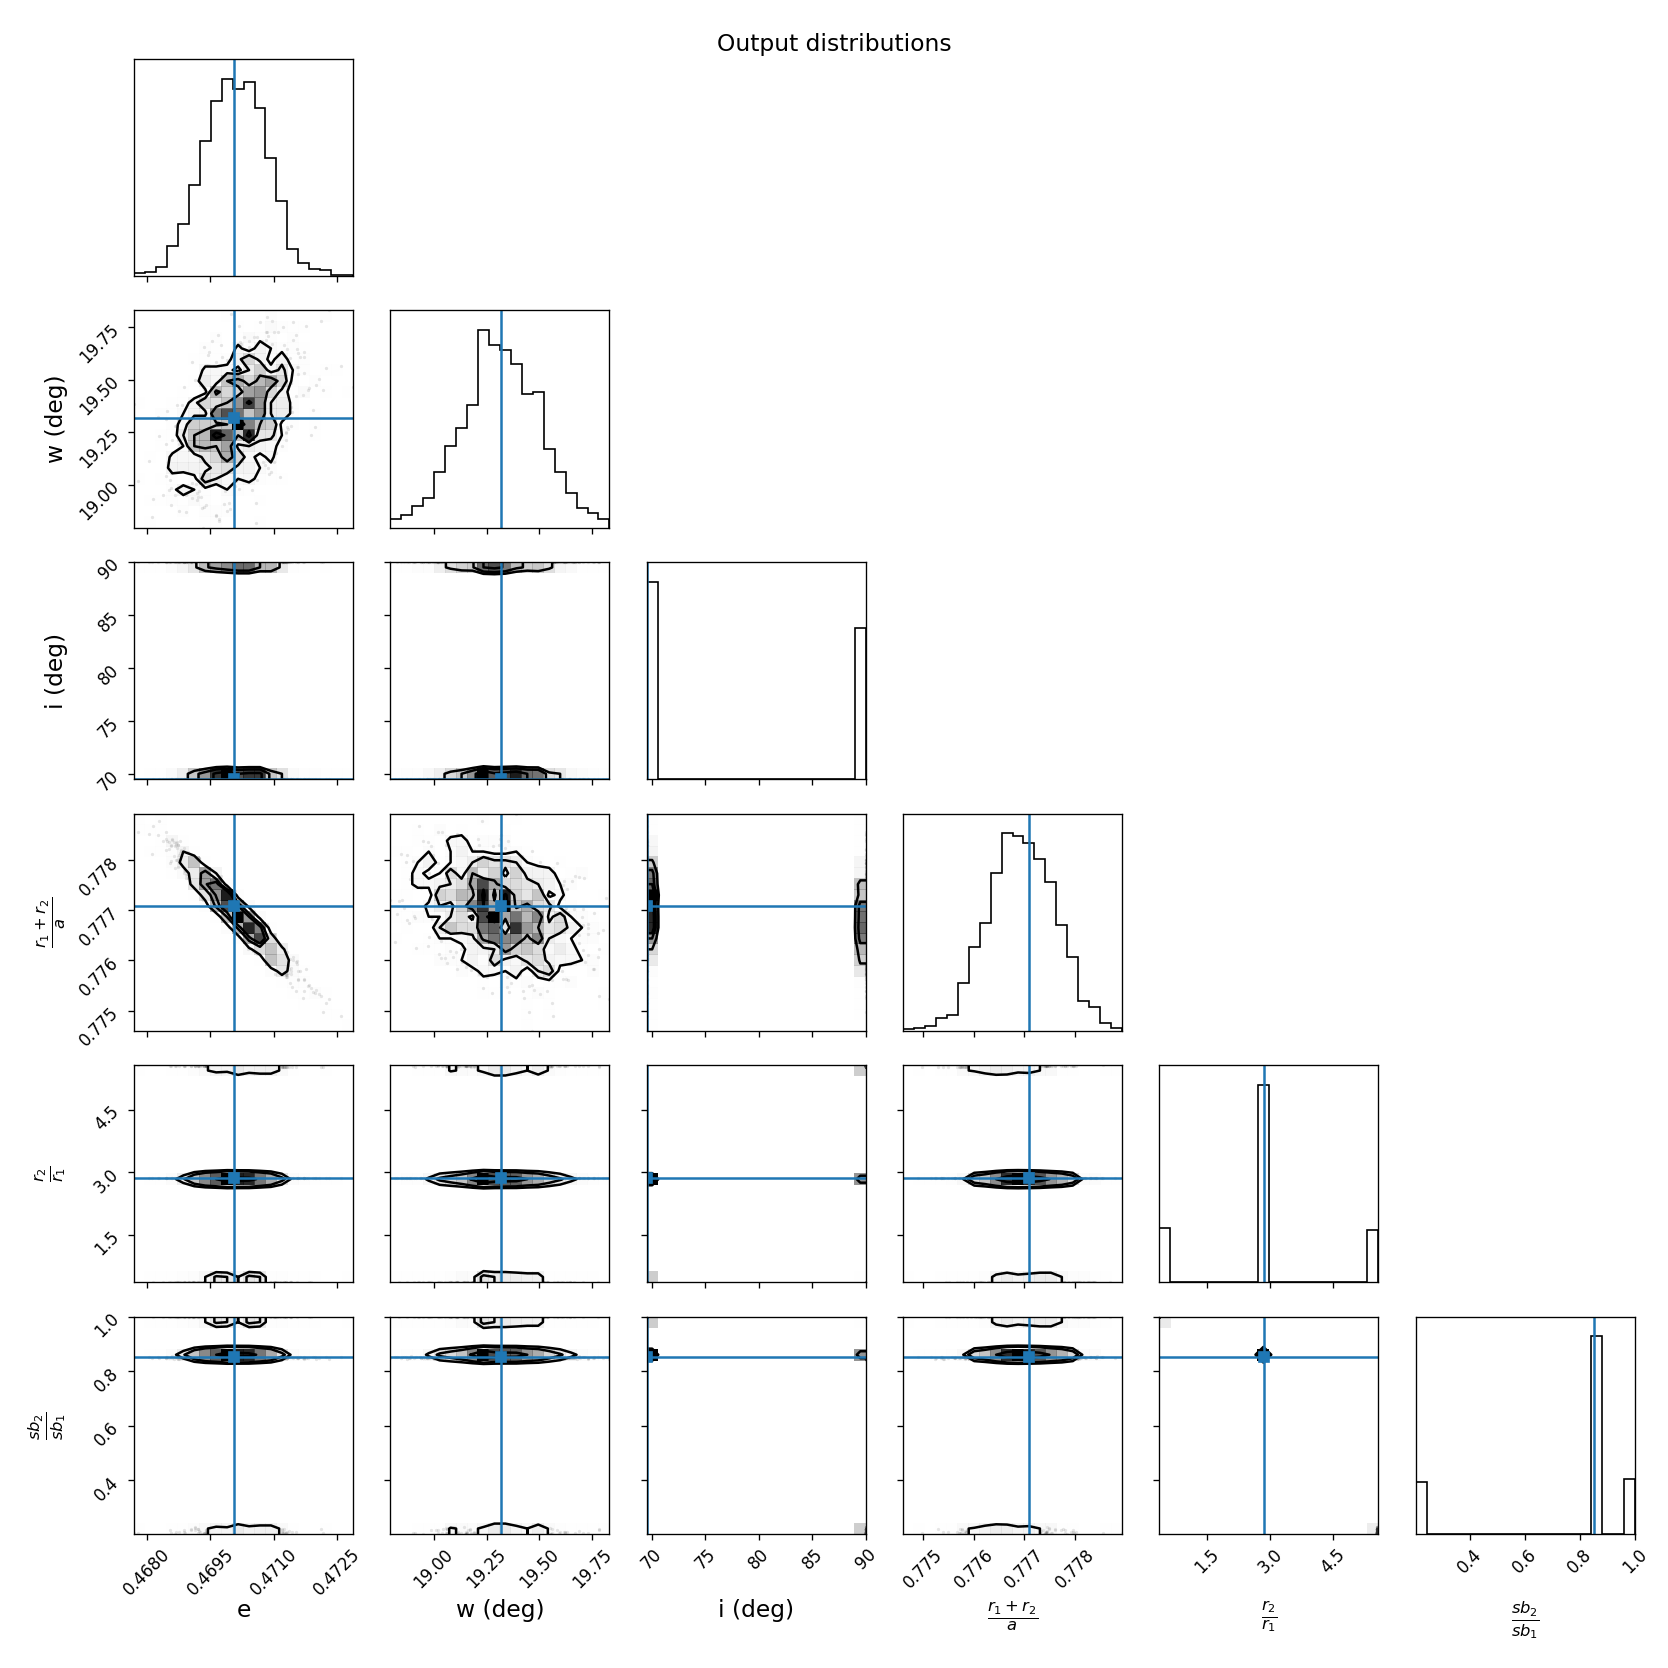 Output distributions
w (deg)
19.75
19.50
19.25
19.00
i (deg)
90
85
80
75
70
r₁ + r₂
a
0.778
0.777
0.776
0.775
r₂
r₁
4.5
3.0
1.5
sb₂
sb₁
1.0
0.8
0.6
0.4
0.4680 0.4695 0.4710 0.4725 19.00 19.25 19.50 19.75 70 75 80 85 90 0.775 0.776 0.777 0.778 1.5 3.0 4.5 0.4 0.6 0.8 1.0
e w (deg) i (deg)
r₁ + r₂
a
r₂
r₁
sb₂
sb₁